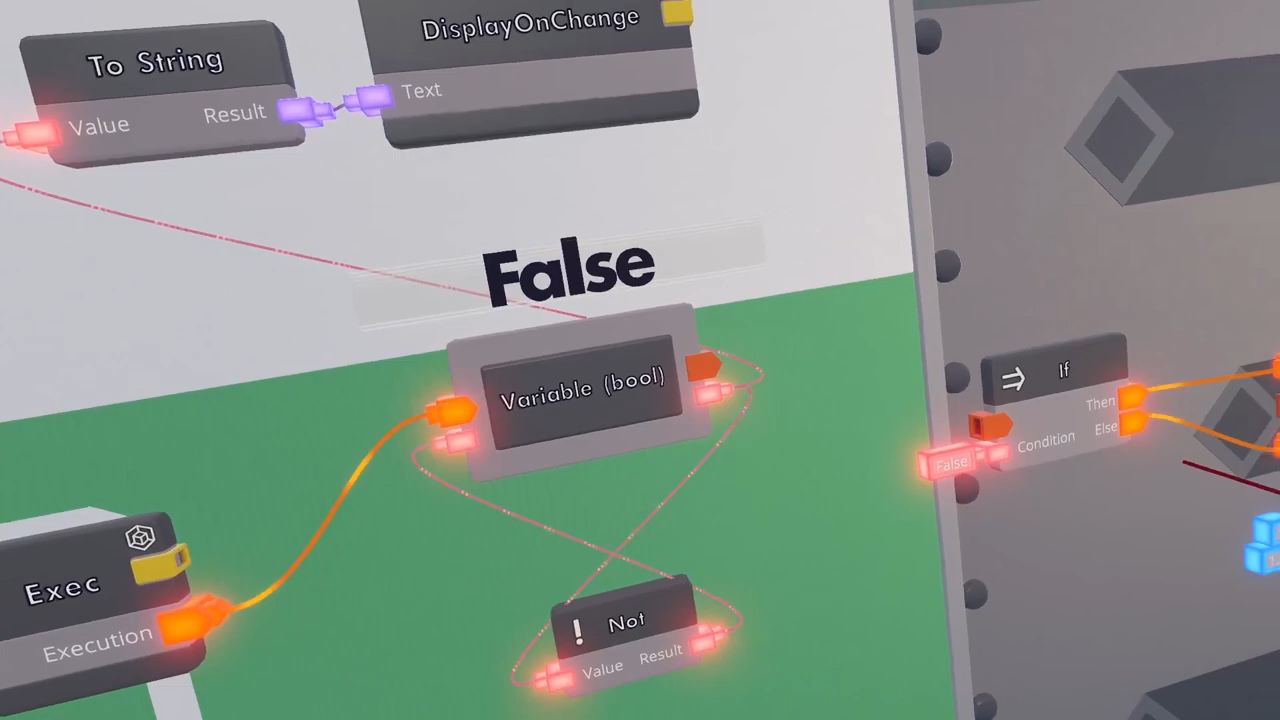 DisplayOnChange
To String
Text
Value
Result
False
Variable (bool)
If
Then
Else
Condition
False
Exec
Execution
! Not
Value
Result